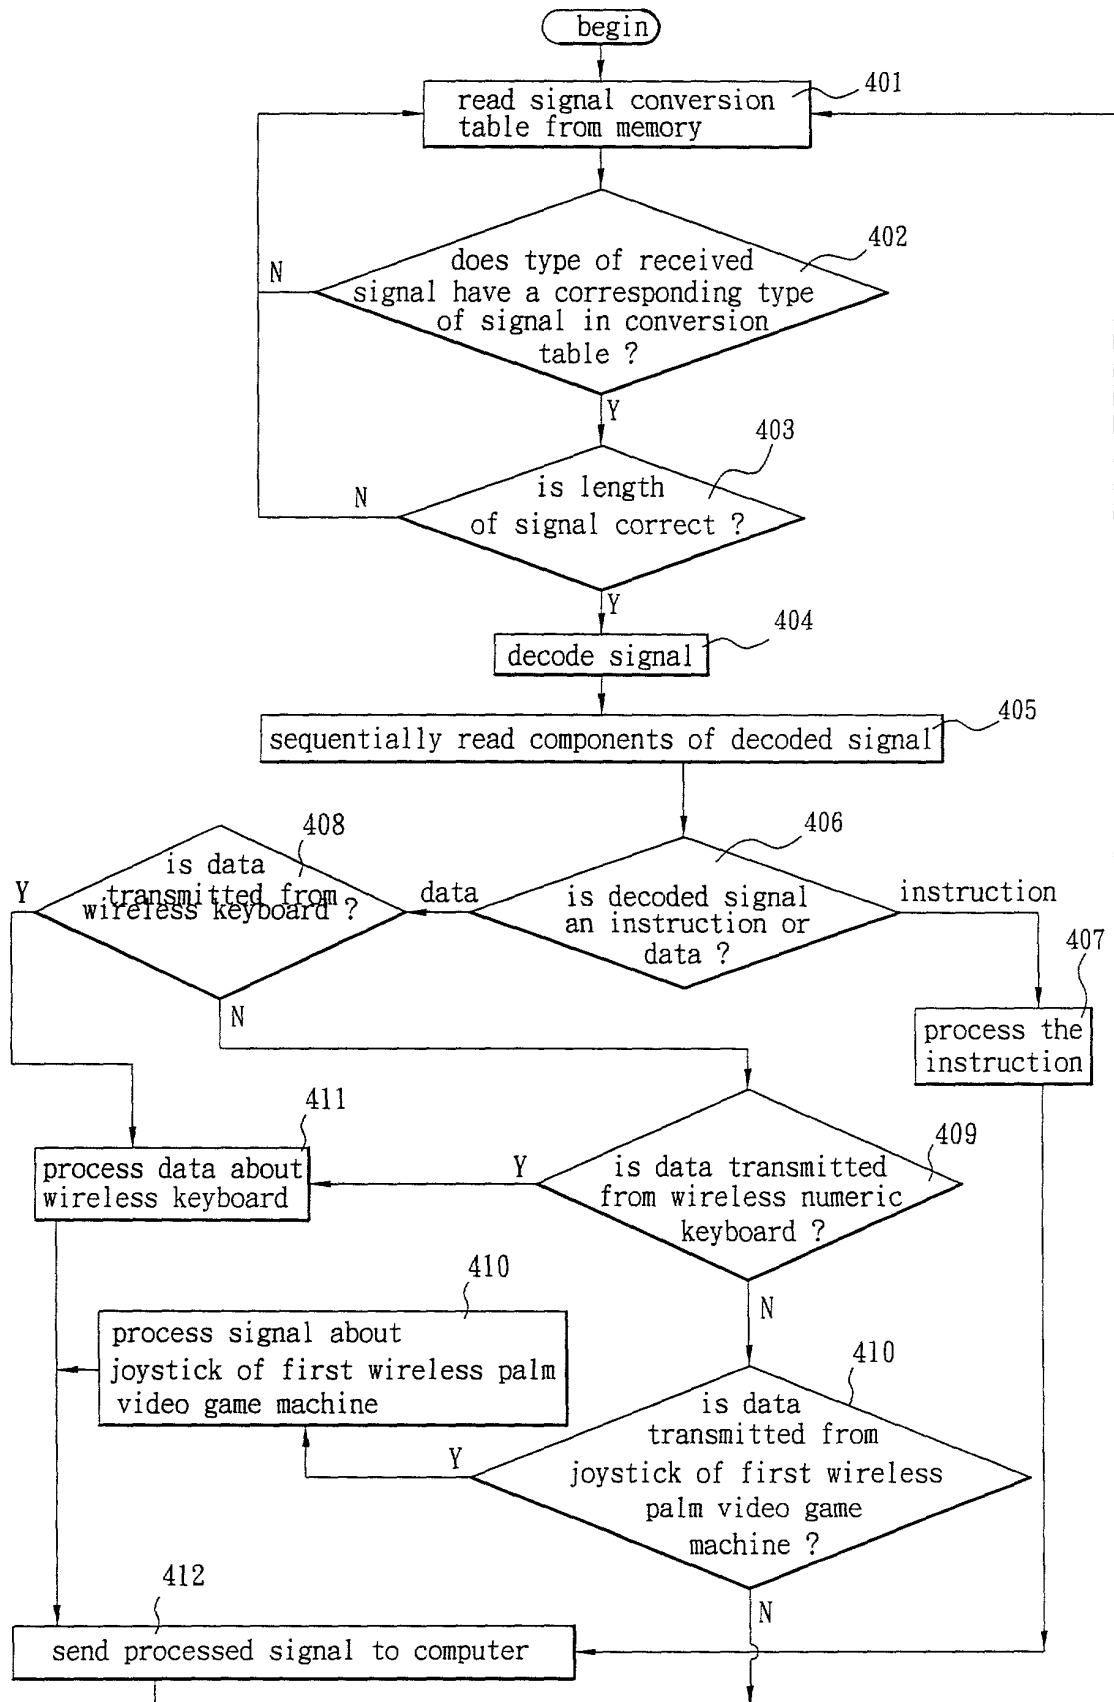 begin
401
read signal conversion
table from memory
402
N
does type of received
signal have a corresponding type
of signal in conversion
table ?
Y
403
N
is length
of signal correct ?
Y
404
decode signal
405
sequentially read components of decoded signal
408
406
Y
is data
transmitted from
wireless keyboard ?
data
is decoded signal
an instruction or
data ?
instruction
407
N
process the
instruction
411
409
process data about
wireless keyboard
Y
is data transmitted
from wireless numeric
keyboard ?
410
N
process signal about
joystick of first wireless palm
video game machine
410
Y
is data
transmitted from
joystick of first wireless
palm video game
machine ?
412
N
send processed signal to computer